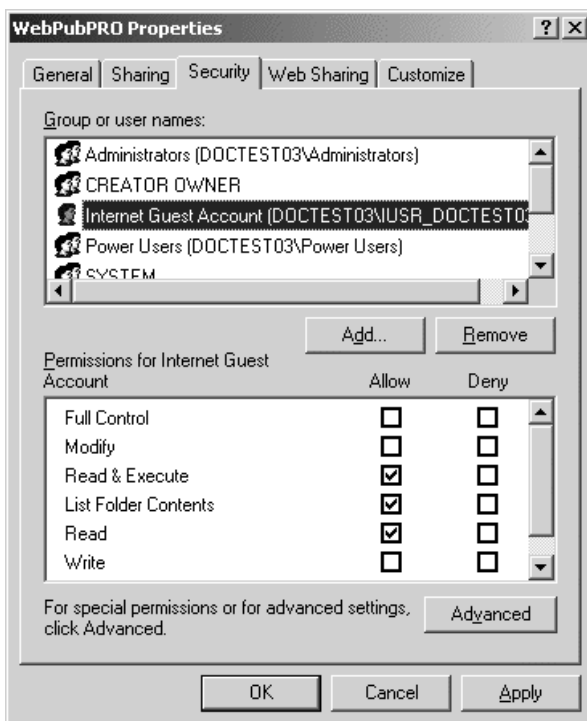 WebPubPRO Properties
General Sharing Security Web Sharing Customize
Group or user names:
Administrators (DOCTEST03\Administrators)
CREATOR OWNER
Internet Guest Account (DOCTEST03\IUSR_DOCTEST03
Power Users (DOCTEST03\Power Users)
SYSTEM
Add... Remove
Permissions for Internet Guest
Account Allow Deny
Full Control
Modify
Read & Execute
List Folder Contents
Read
Write
For special permissions or for advanced settings,
click Advanced. Advanced
OK Cancel Apply